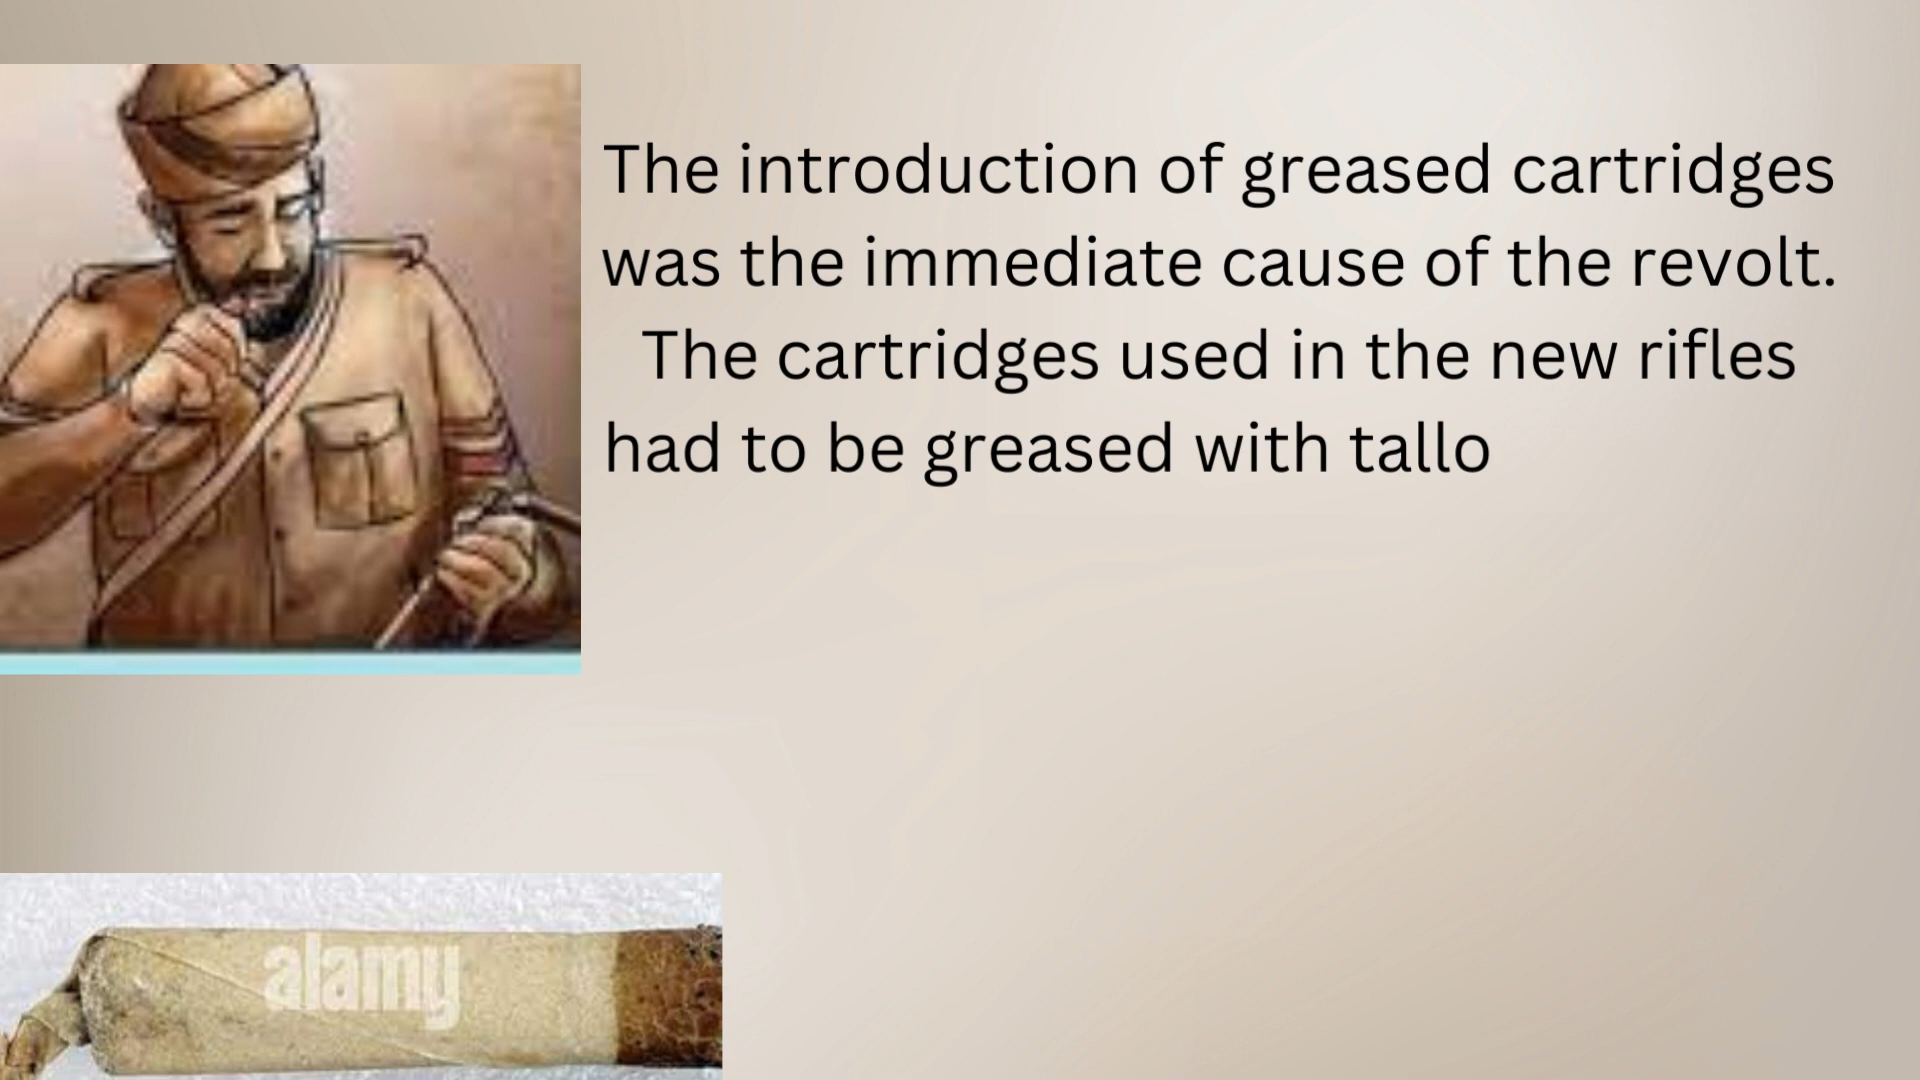 The introduction of greased cartridges
was the immediate cause of the revolt.
The cartridges used in the new rifles
had to be greased with tallo
alamy